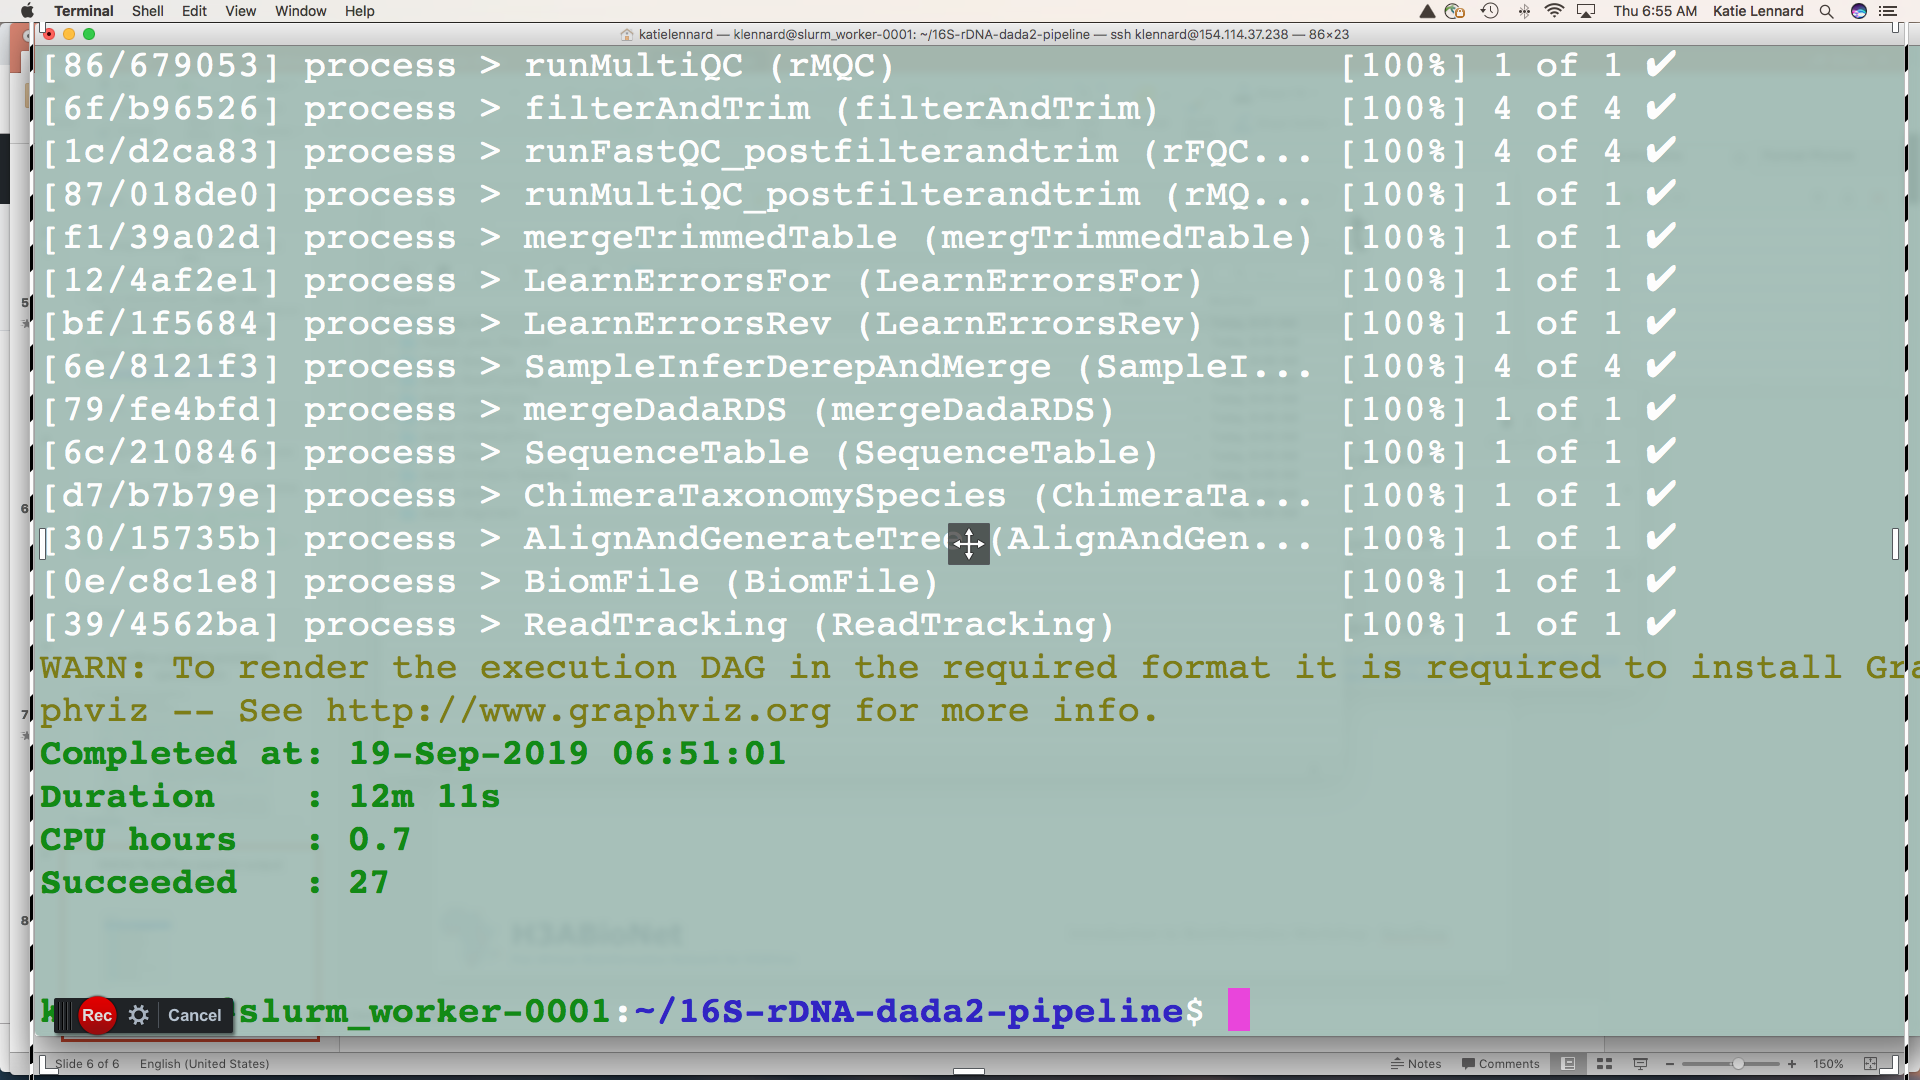 Terminal Shell Edit View Window Help Thu 6:55 AM Katie Lennard
katielennard — klennard@slurm_worker-0001: ~/16S-rDNA-dada2-pipeline — ssh klennard@154.114.37.238 — 86×23
[86/679053] process > runMultiQC (rMQC) [100%] 1 of 1 ✔
[6f/b96526] process > filterAndTrim (filterAndTrim) [100%] 4 of 4 ✔
[1c/d2ca83] process > runFastQC_postfilterandtrim (rFQC... [100%] 4 of 4 ✔
[87/018de0] process > runMultiQC_postfilterandtrim (rMQ... [100%] 1 of 1 ✔
[f1/39a02d] process > mergeTrimmedTable (mergTrimmedTable) [100%] 1 of 1 ✔
[12/4af2e1] process > LearnErrorsFor (LearnErrorsFor) [100%] 1 of 1 ✔
[bf/1f5684] process > LearnErrorsRev (LearnErrorsRev) [100%] 1 of 1 ✔
[6e/8121f3] process > SampleInferDerepAndMerge (SampleI... [100%] 4 of 4 ✔
[79/fe4bfd] process > mergeDadaRDS (mergeDadaRDS) [100%] 1 of 1 ✔
[6c/210846] process > SequenceTable (SequenceTable) [100%] 1 of 1 ✔
[d7/b7b79e] process > ChimeraTaxonomySpecies (ChimeraTa... [100%] 1 of 1 ✔
[30/15735b] process > AlignAndGenerateTree (AlignAndGen... [100%] 1 of 1 ✔
[0e/c8c1e8] process > BiomFile (BiomFile) [100%] 1 of 1 ✔
[39/4562ba] process > ReadTracking (ReadTracking) [100%] 1 of 1 ✔
WARN: To render the execution DAG in the required format it is required to install Gra
phviz -- See http://www.graphviz.org for more info.
Completed at: 19-Sep-2019 06:51:01
Duration : 12m 11s
CPU hours : 0.7
Succeeded : 27
H3ABioNet
slurm_worker-0001:~/16S-rDNA-dada2-pipeline$
Rec Cancel
5
6
7
8
Slide 6 of 6 English (United States) Notes Comments 150%